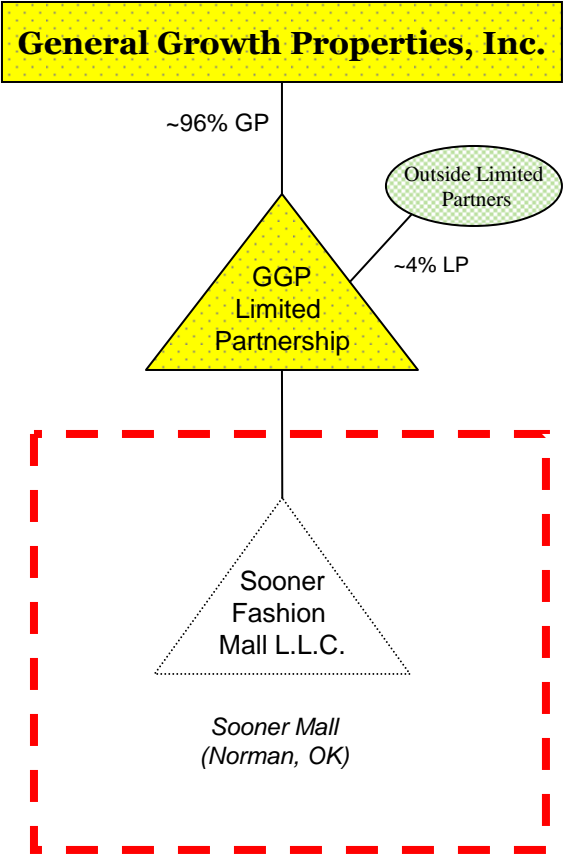 General Growth Properties, Inc.
~96% GP
Outside Limited
Partners
~4% LP
GGP
Limited
Partnership
Sooner
Fashion
Mall L.L.C.
Sooner Mall
(Norman, OK)